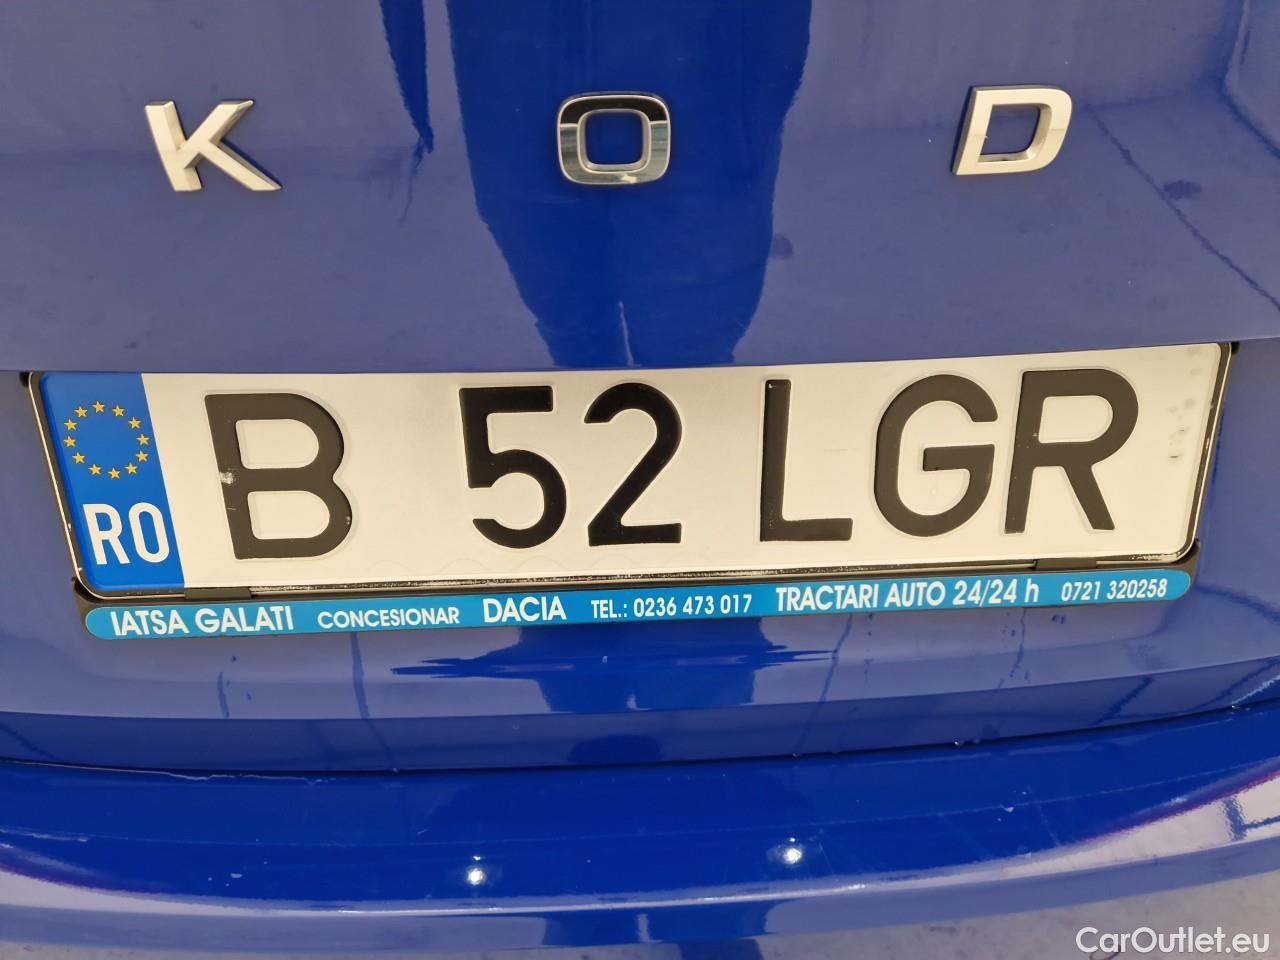 K O D
B 52 LGR
RO
IATSA GALATI CONCESIONAR DACIA TEL.: 0236 473 017 TRACTARI AUTO 24/24 h 0721 320258
CarOutlet.eu